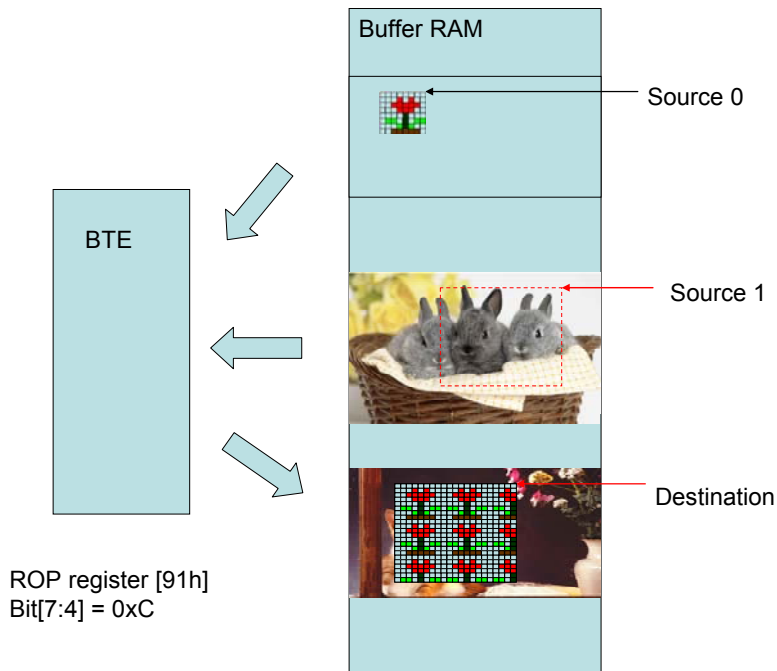 Buffer RAM
Source 0
BTE
Source 1
Destination
ROP register [91h]
Bit[7:4] = 0xC